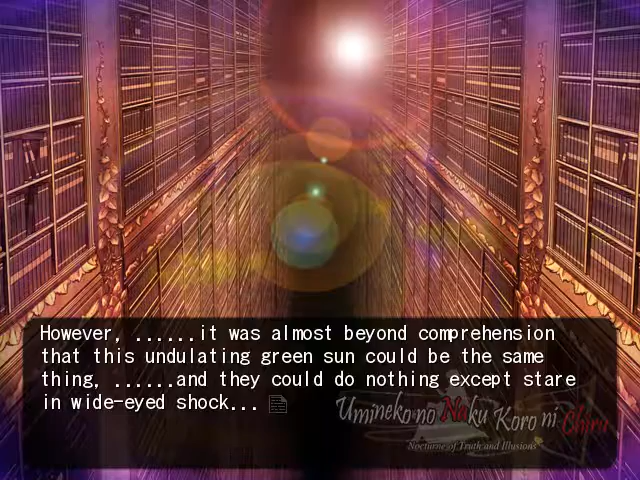 However, ......it was almost beyond comprehension
that this undulating green sun could be the same
thing, ......and they could do nothing except stare
in wide-eyed shock...
Umineko no Naku Koro ni Chiru
Nocturne of Truth and Illusions